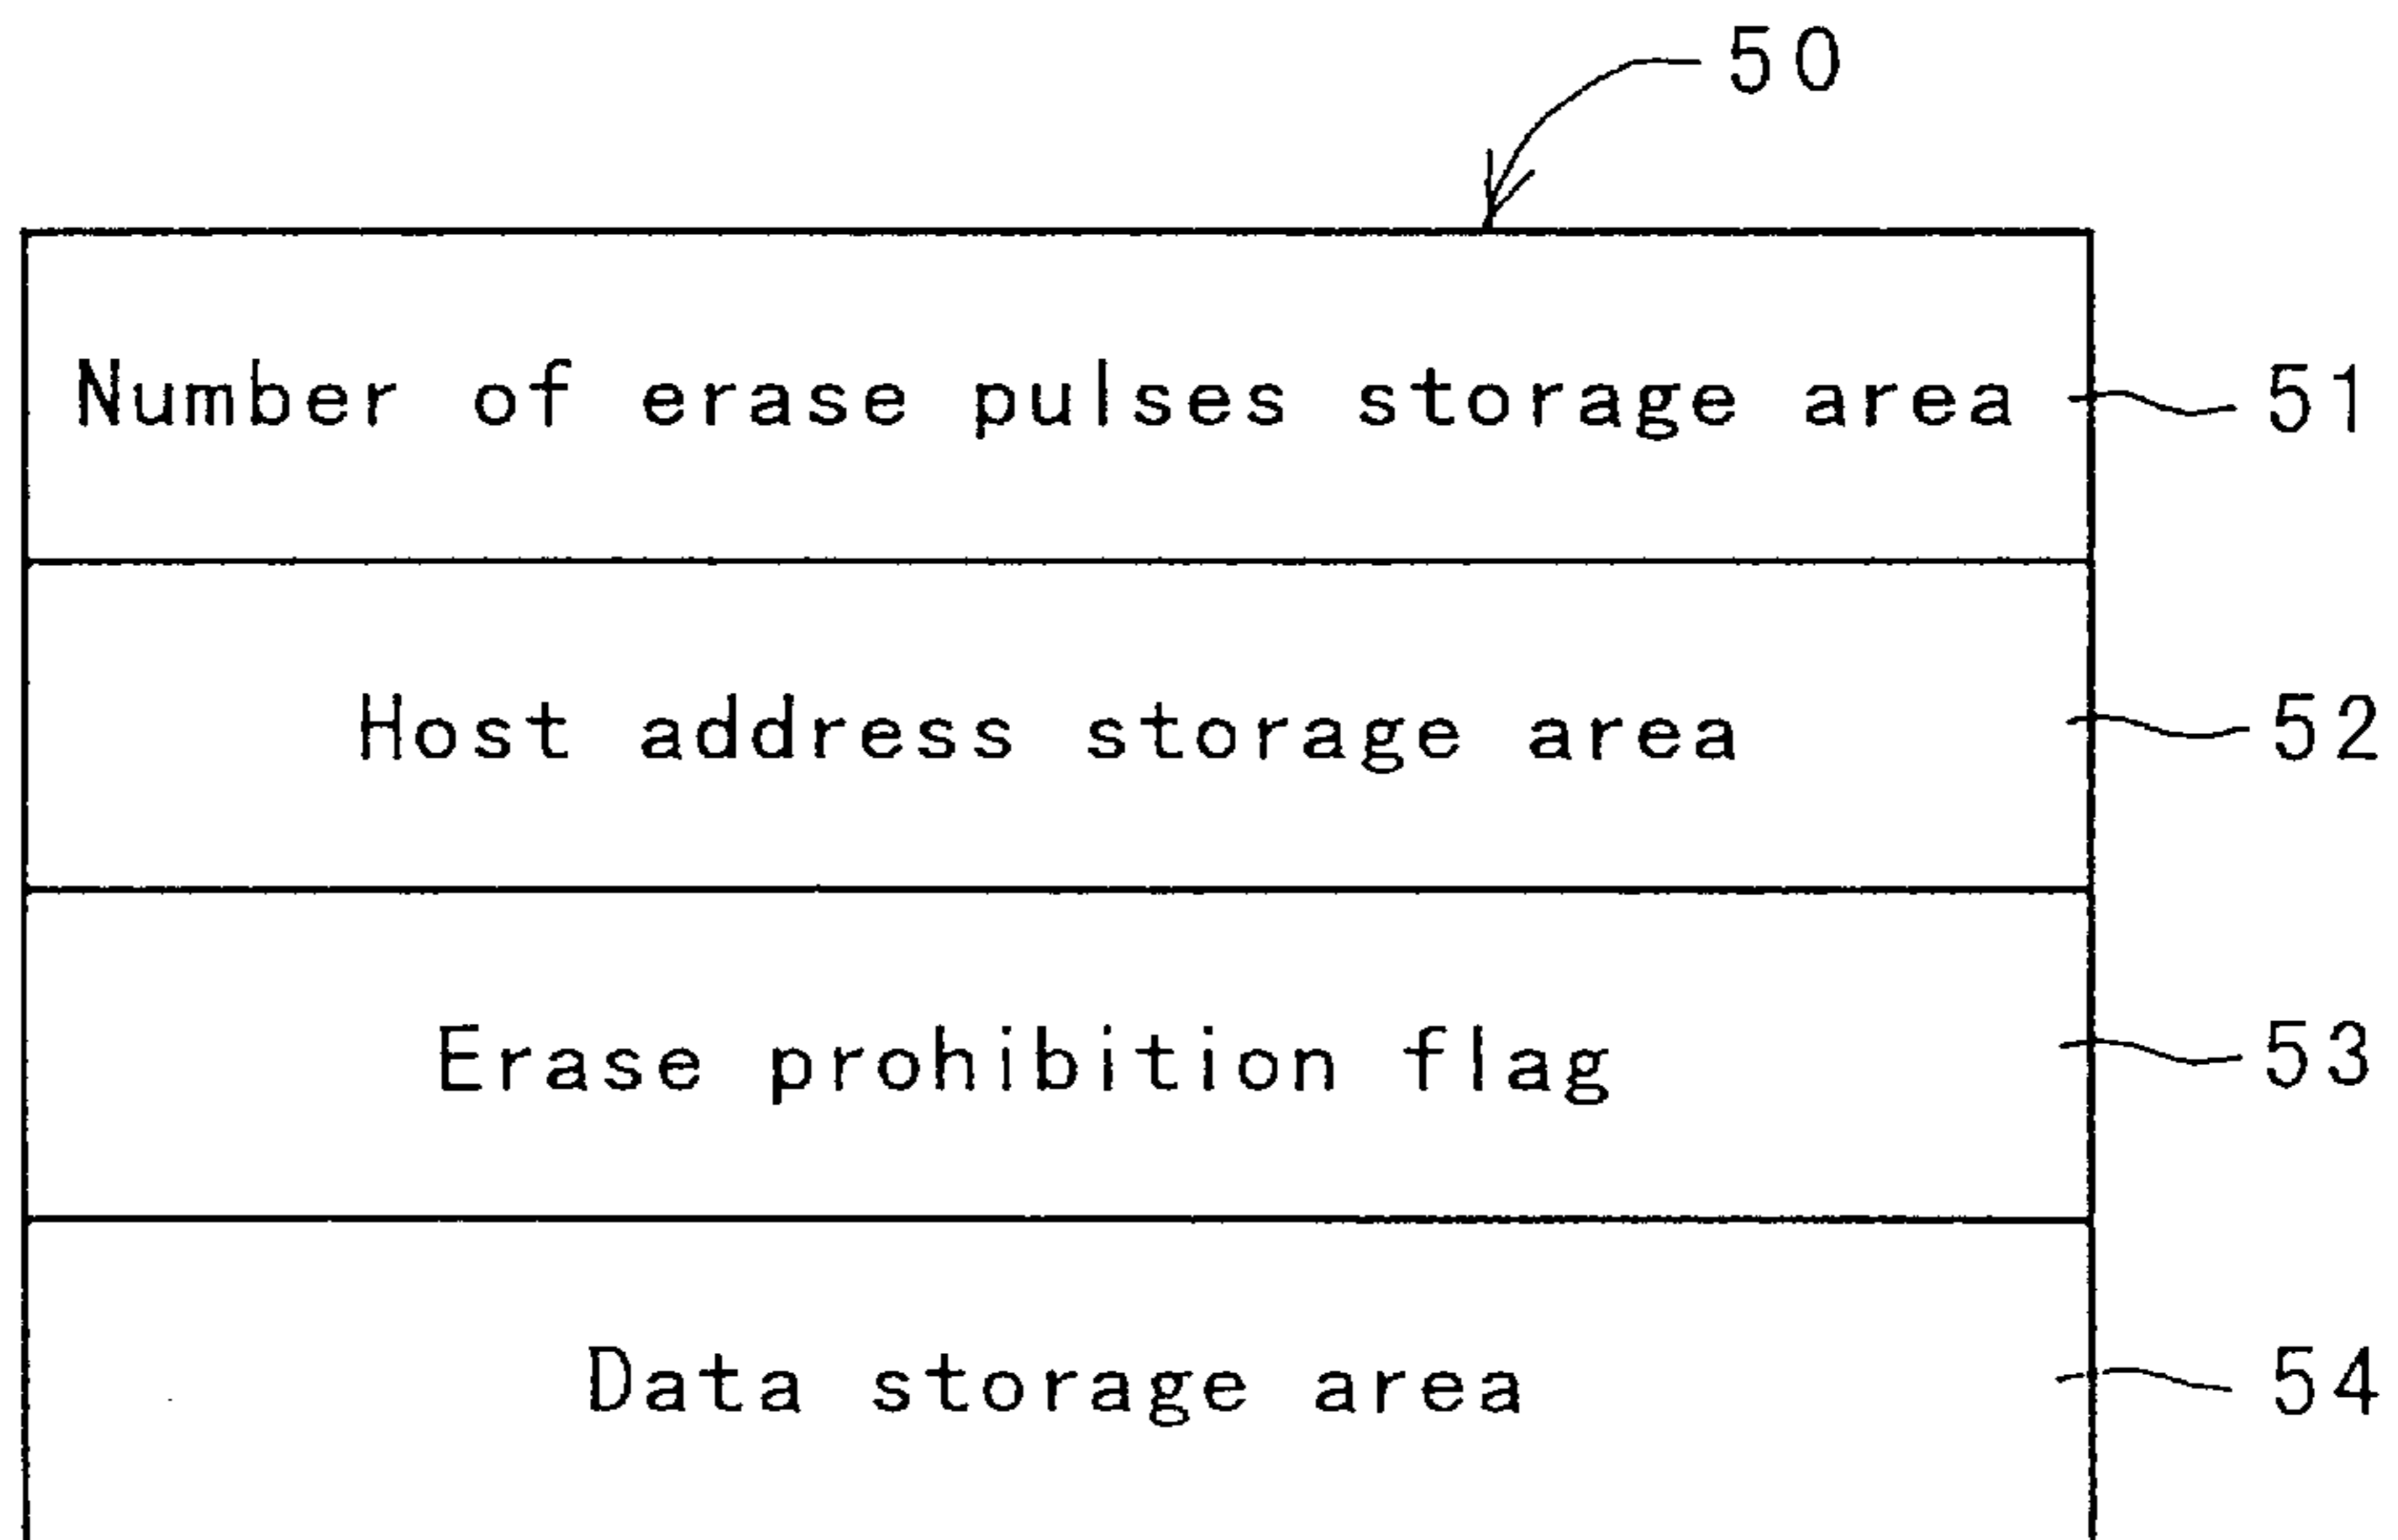 50
Number of erase pulses storage area 51
Host address storage area 52
Erase prohibition flag 53
Data storage area 54